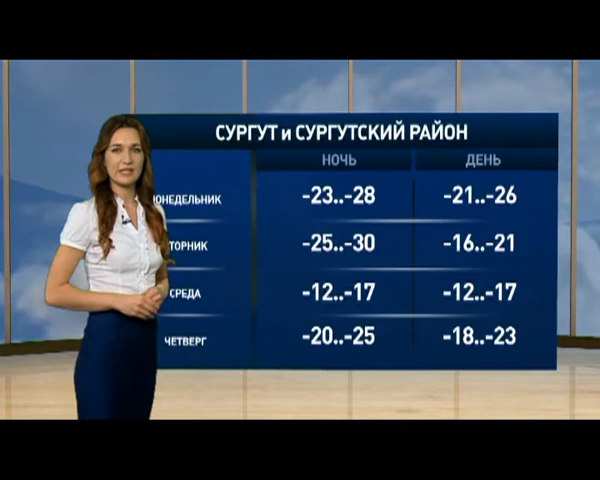 СУРГУТ и СУРГУТСКИЙ РАЙОН
НОЧЬ ДЕНЬ
ОНЕДЕЛЬНИК -23..-28 -21..-26
ТОРНИК -25..-30 -16..-21
СРЕДА -12..-17 -12..-17
ЧЕТВЕРГ -20..-25 -18..-23